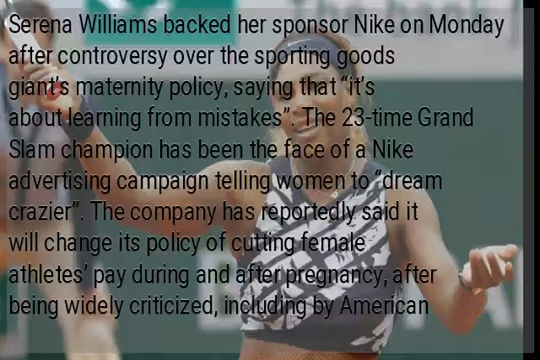 Serena Williams backed her sponsor Nike on Monday
after controversy over the sporting goods
giant's maternity policy, saying that “it's
about learning from mistakes”. The 23-time Grand
Slam champion has been the face of a Nike
advertising campaign telling women to “dream
crazier”. The company has reportedly said it
will change its policy of cutting female
athletes’ pay during and after pregnancy, after
being widely criticized, including by American